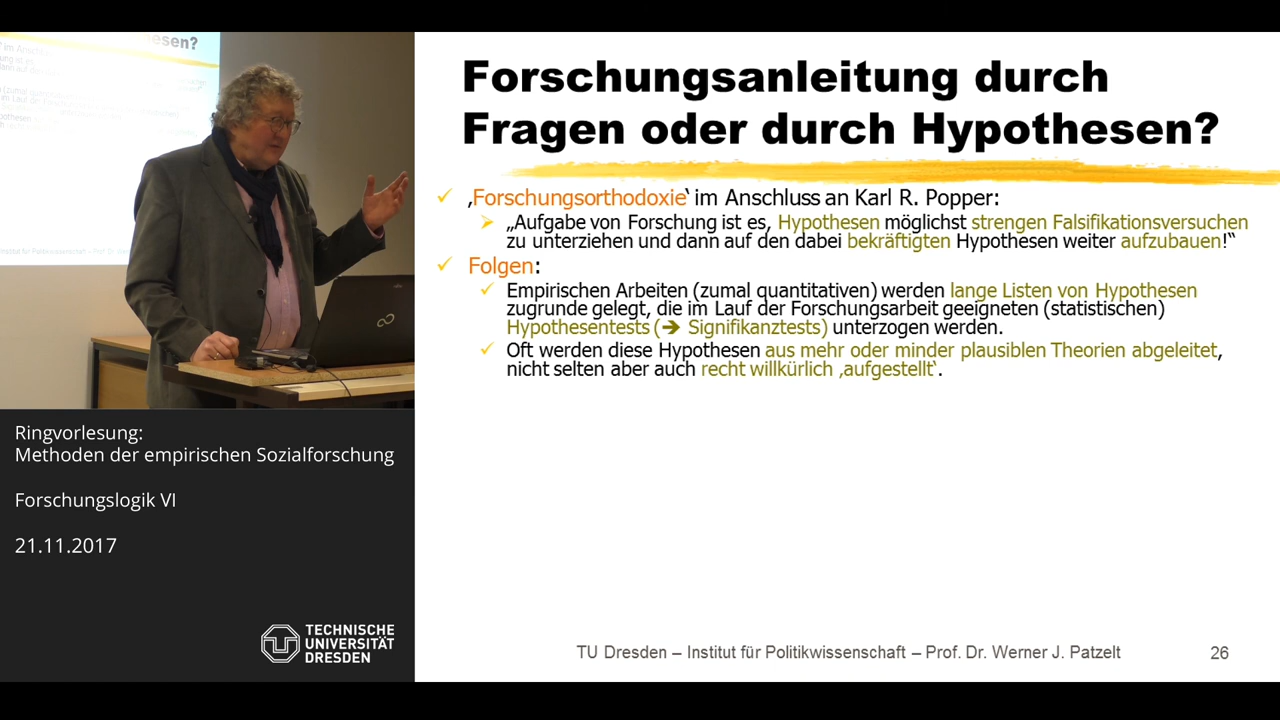 Forschungsanleitung durch
Fragen oder durch Hypothesen?
‚Forschungsorthodoxie‘ im Anschluss an Karl R. Popper:
„Aufgabe von Forschung ist es, Hypothesen möglichst strengen Falsifikationsversuchen
zu unterziehen und dann auf den dabei bekräftigten Hypothesen weiter aufzubauen!“
Folgen:
Empirischen Arbeiten (zumal quantitativen) werden lange Listen von Hypothesen
zugrunde gelegt, die im Lauf der Forschungsarbeit geeigneten (statistischen)
Hypothesentests (➔ Signifikanztests) unterzogen werden.
Oft werden diese Hypothesen aus mehr oder minder plausiblen Theorien abgeleitet,
nicht selten aber auch recht willkürlich ‚aufgestellt‘.
TU Dresden – Institut für Politikwissenschaft – Prof. Dr. Werner J. Patzelt
26
Ringvorlesung:
Methoden der empirischen Sozialforschung
Forschungslogik VI
21.11.2017
TECHNISCHE
UNIVERSITÄT
DRESDEN